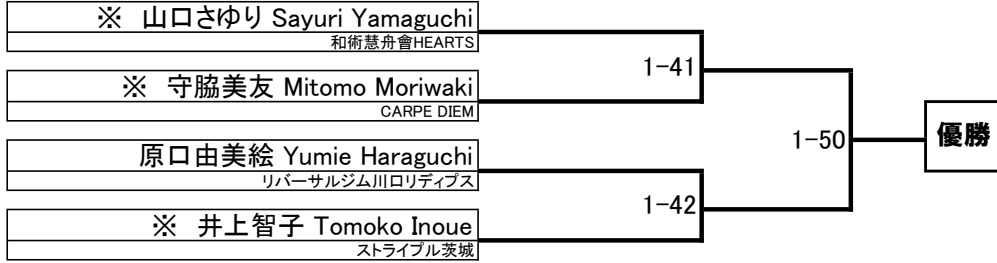 ※ 山口さゆり Sayuri Yamaguchi
和術慧舟會HEARTS
※ 守脇美友 Mitomo Moriwaki
CARPE DIEM
原口由美絵 Yumie Haraguchi
リバーサルジム川口リディプス
※ 井上智子 Tomoko Inoue
ストライプル茨城
1-41
1-42
1-50
優勝